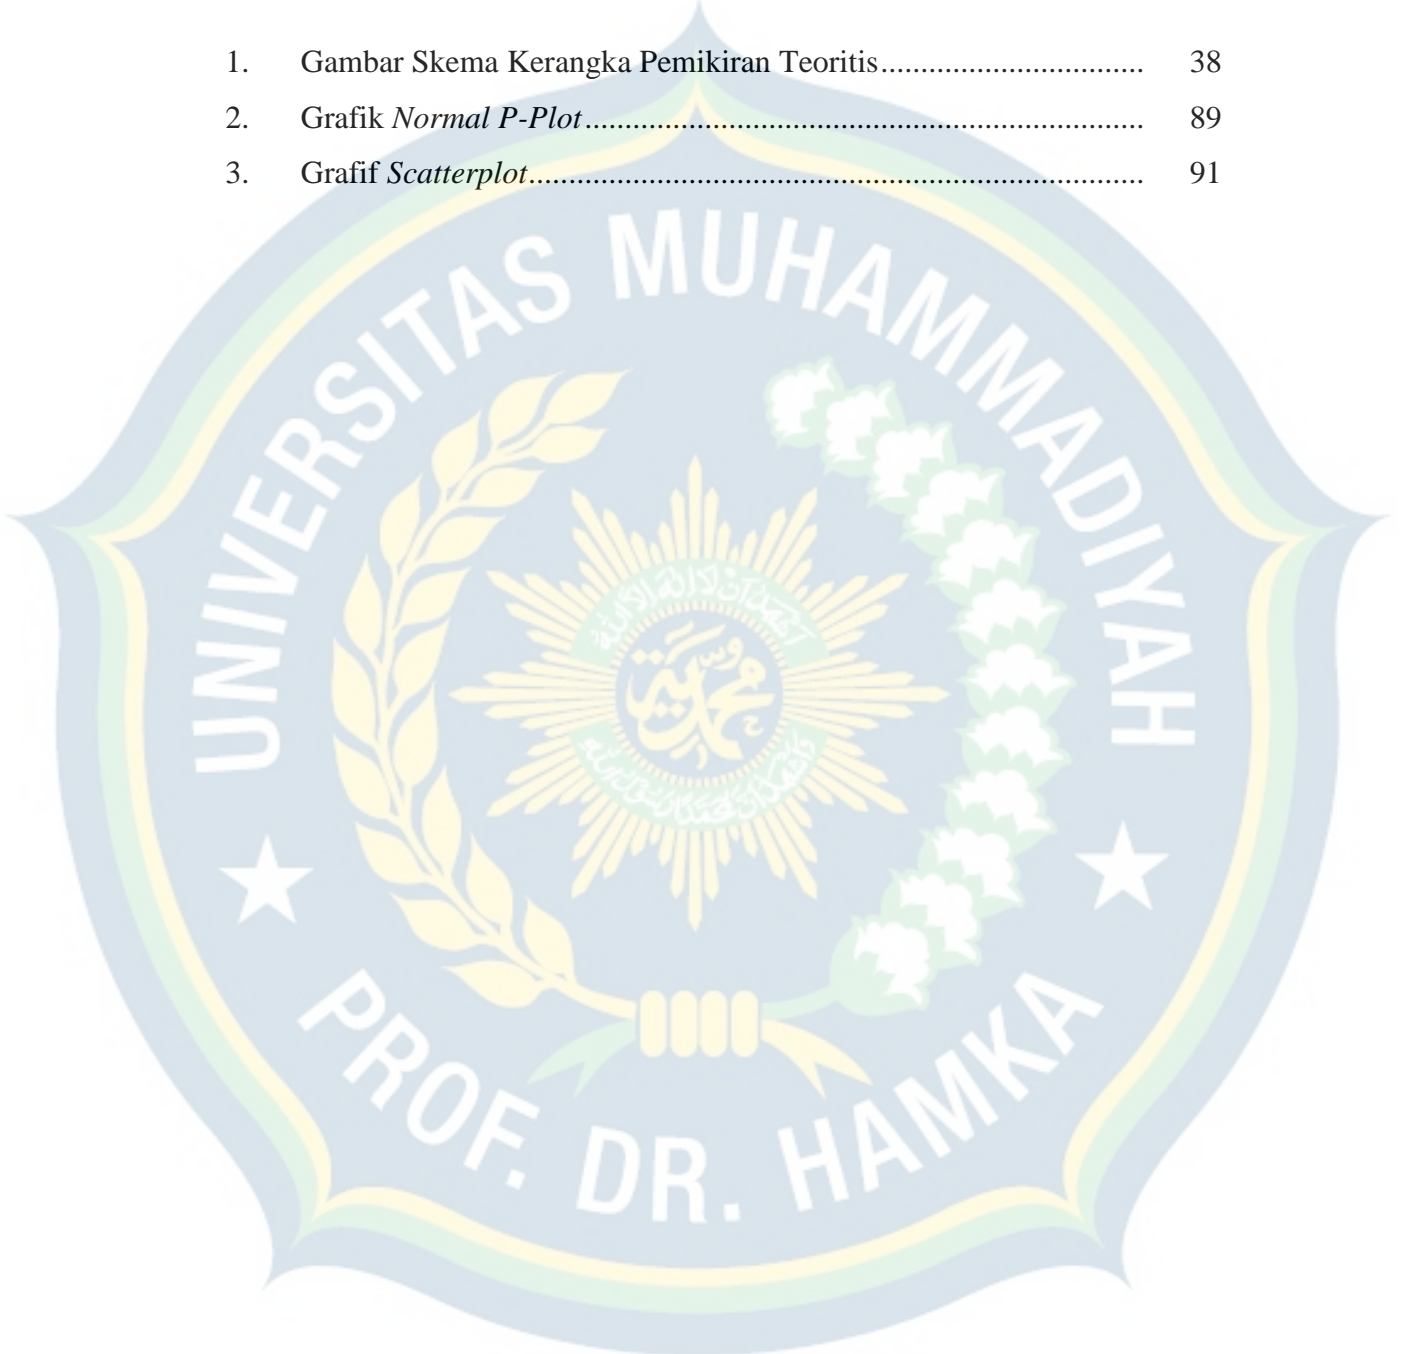 1. Gambar Skema Kerangka Pemikiran Teoritis............................... 38
2. Grafik Normal P-Plot.................................................................... 89
3. Grafif Scatterplot.......................................................................... 91
UNIVERSITAS MUHAMMADIYAH
PROF. DR. HAMKA